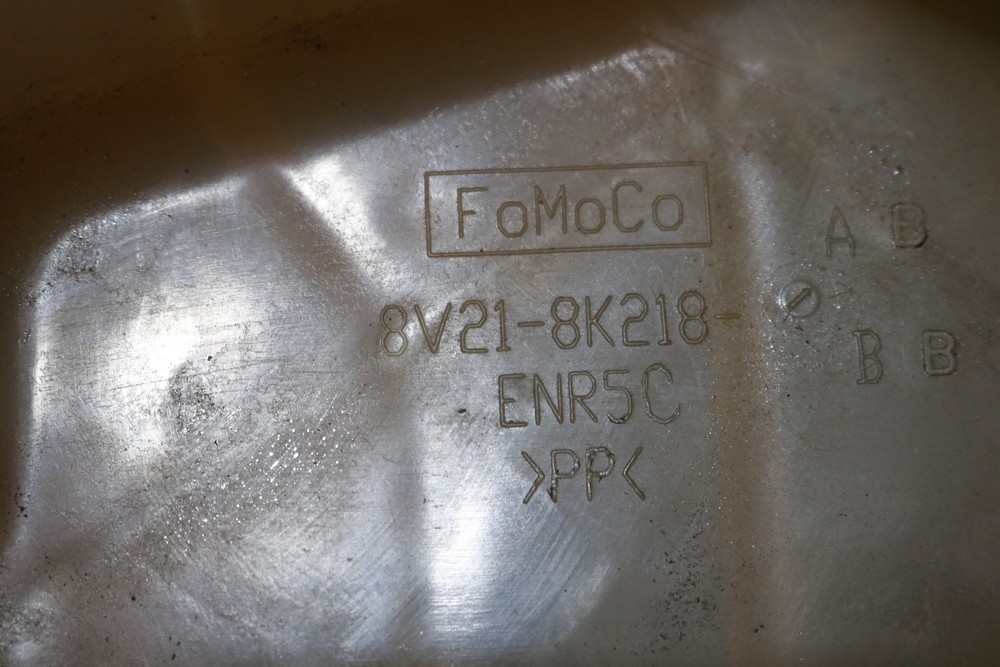 FoMoCo
A B
8V21-8K218-
B B
ENR5C
>PP<